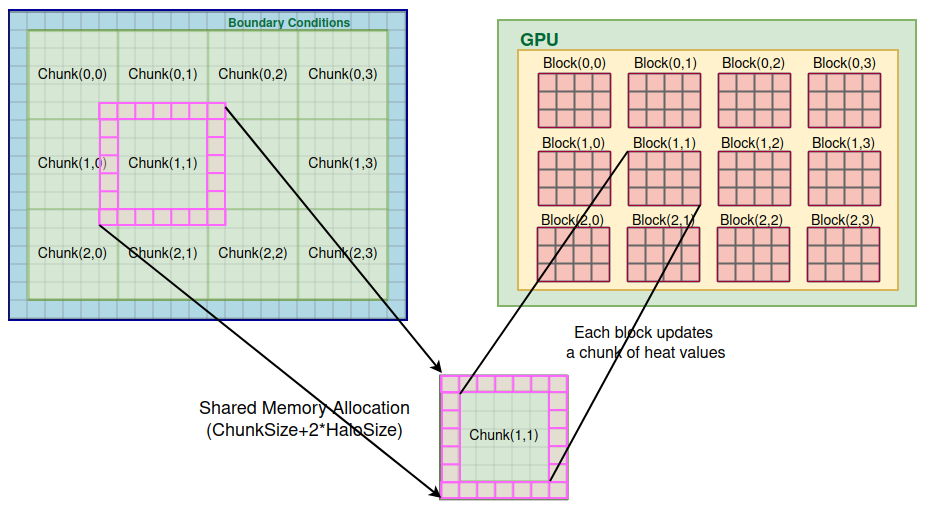 Boundary Conditions
Chunk(0,0) Chunk(0,1) Chunk(0,2) Chunk(0,3)
Chunk(1,0) Chunk(1,1) Chunk(1,3)
Chunk(2,0) Chunk(2,1) Chunk(2,2) Chunk(2,3)
GPU
Block(0,0) Block(0,1) Block(0,2) Block(0,3)
Block(1,0) Block(1,1) Block(1,2) Block(1,3)
Block(2,0) Block(2,1) Block(2,2) Block(2,3)
Each block updates
a chunk of heat values
Shared Memory Allocation
(ChunkSize+2*HaloSize)
Chunk(1,1)